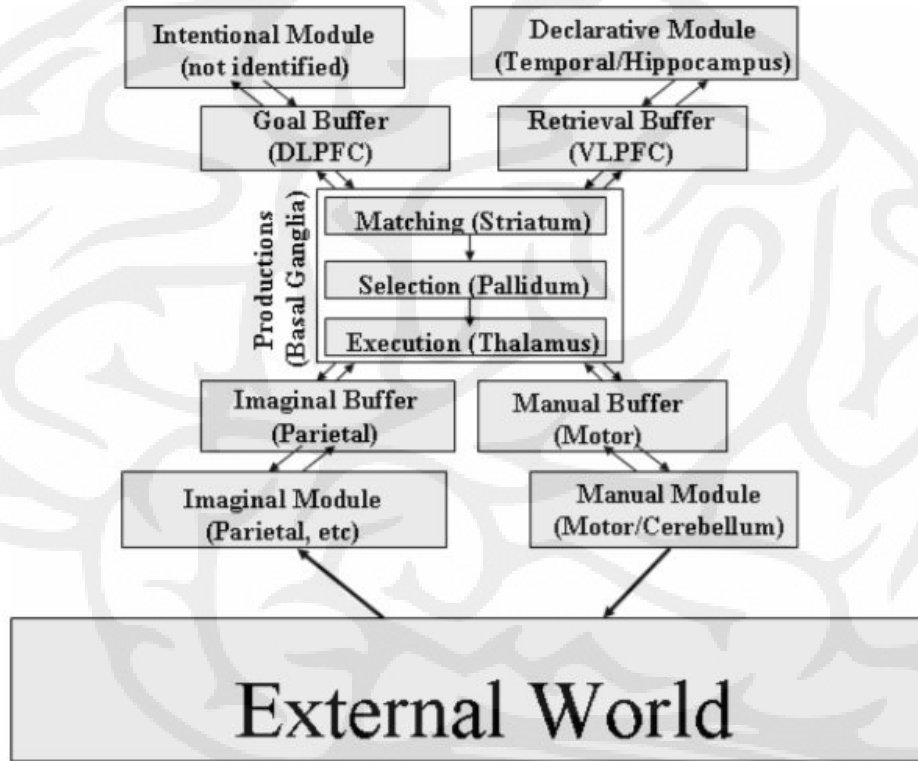 Intentional Module
(not identified)
Declarative Module
(Temporal/Hippocampus)
Goal Buffer
(DLPFC)
Retrieval Buffer
(VLPFC)
Productions
(Basal Ganglia)
Matching (Striatum)
Selection (Pallidum)
Execution (Thalamus)
Imaginal Buffer
(Parietal)
Manual Buffer
(Motor)
Imaginal Module
(Parietal, etc)
Manual Module
(Motor/Cerebellum)
External World